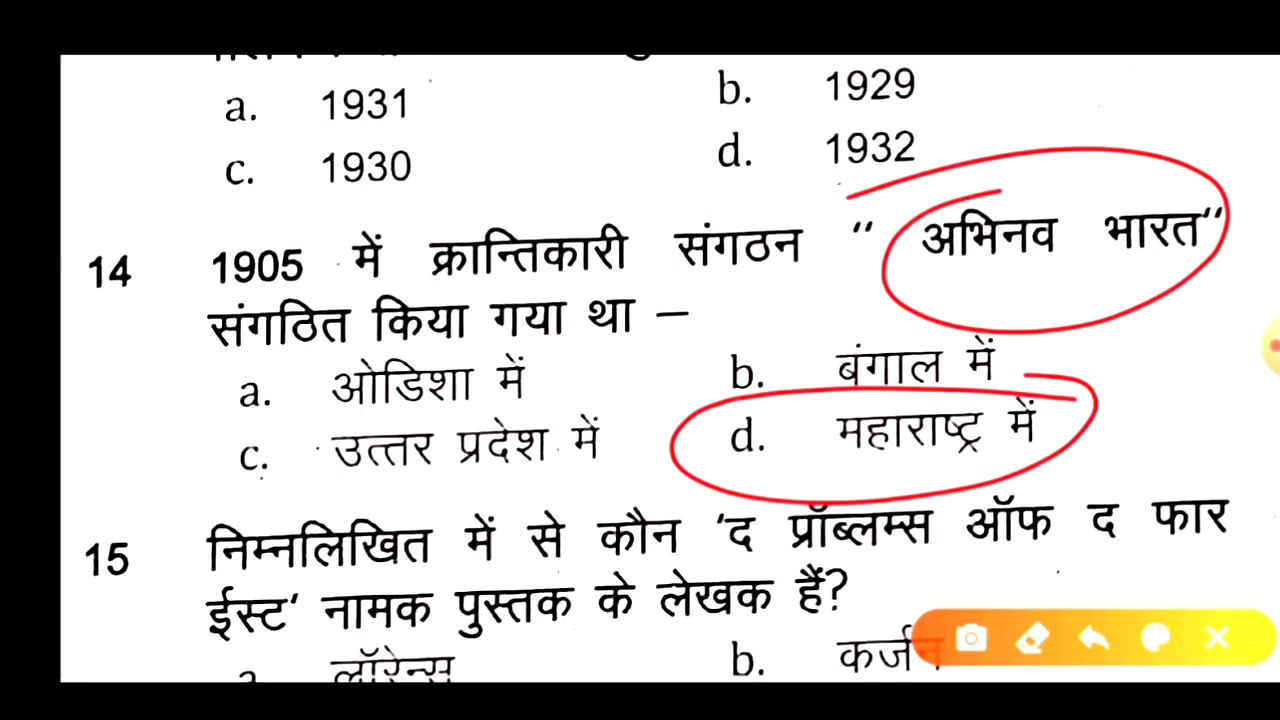 a. 1931 b. 1929
c. 1930 d. 1932
14 1905 में क्रान्तिकारी संगठन " अभिनव भारत"
संगठित किया गया था –
a. ओडिशा में b. बंगाल में
c. उत्तर प्रदेश में d. महाराष्ट्र में
15 निम्नलिखित में से कौन 'द प्रॉब्लम्स ऑफ द फार
ईस्ट' नामक पुस्तक के लेखक हैं?
a. लॉरेन्स b. कर्जन